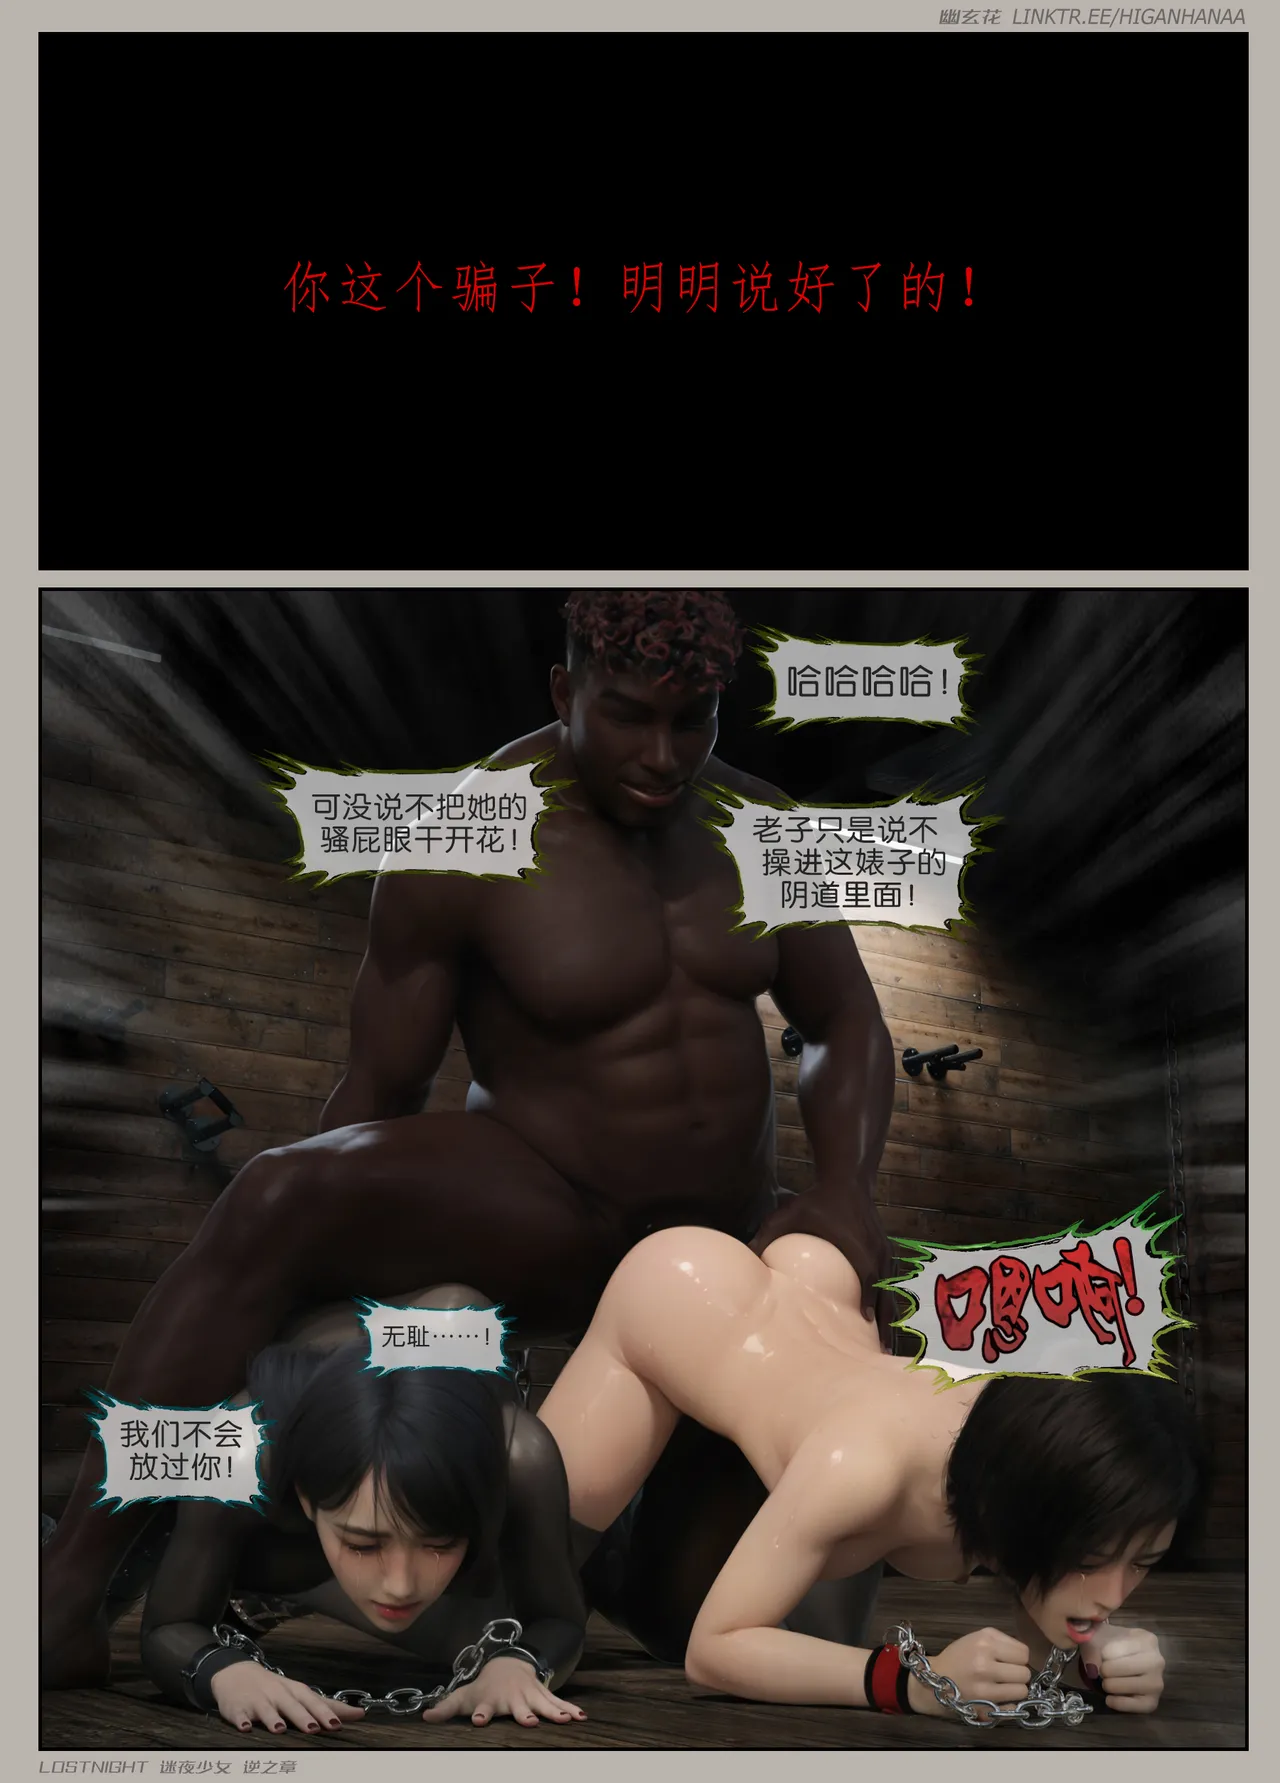 幽玄花 LINKTR.EE/HIGANHANAA
你这个骗子！明明说好了的！
哈哈哈哈！
可没说不把她的
骚屁眼干开花！
老子只是说不
操进这婊子的
阴道里面！
嗯啊！
无耻……！
我们不会
放过你！
LOSTNIGHT 迷夜少女 逆之章